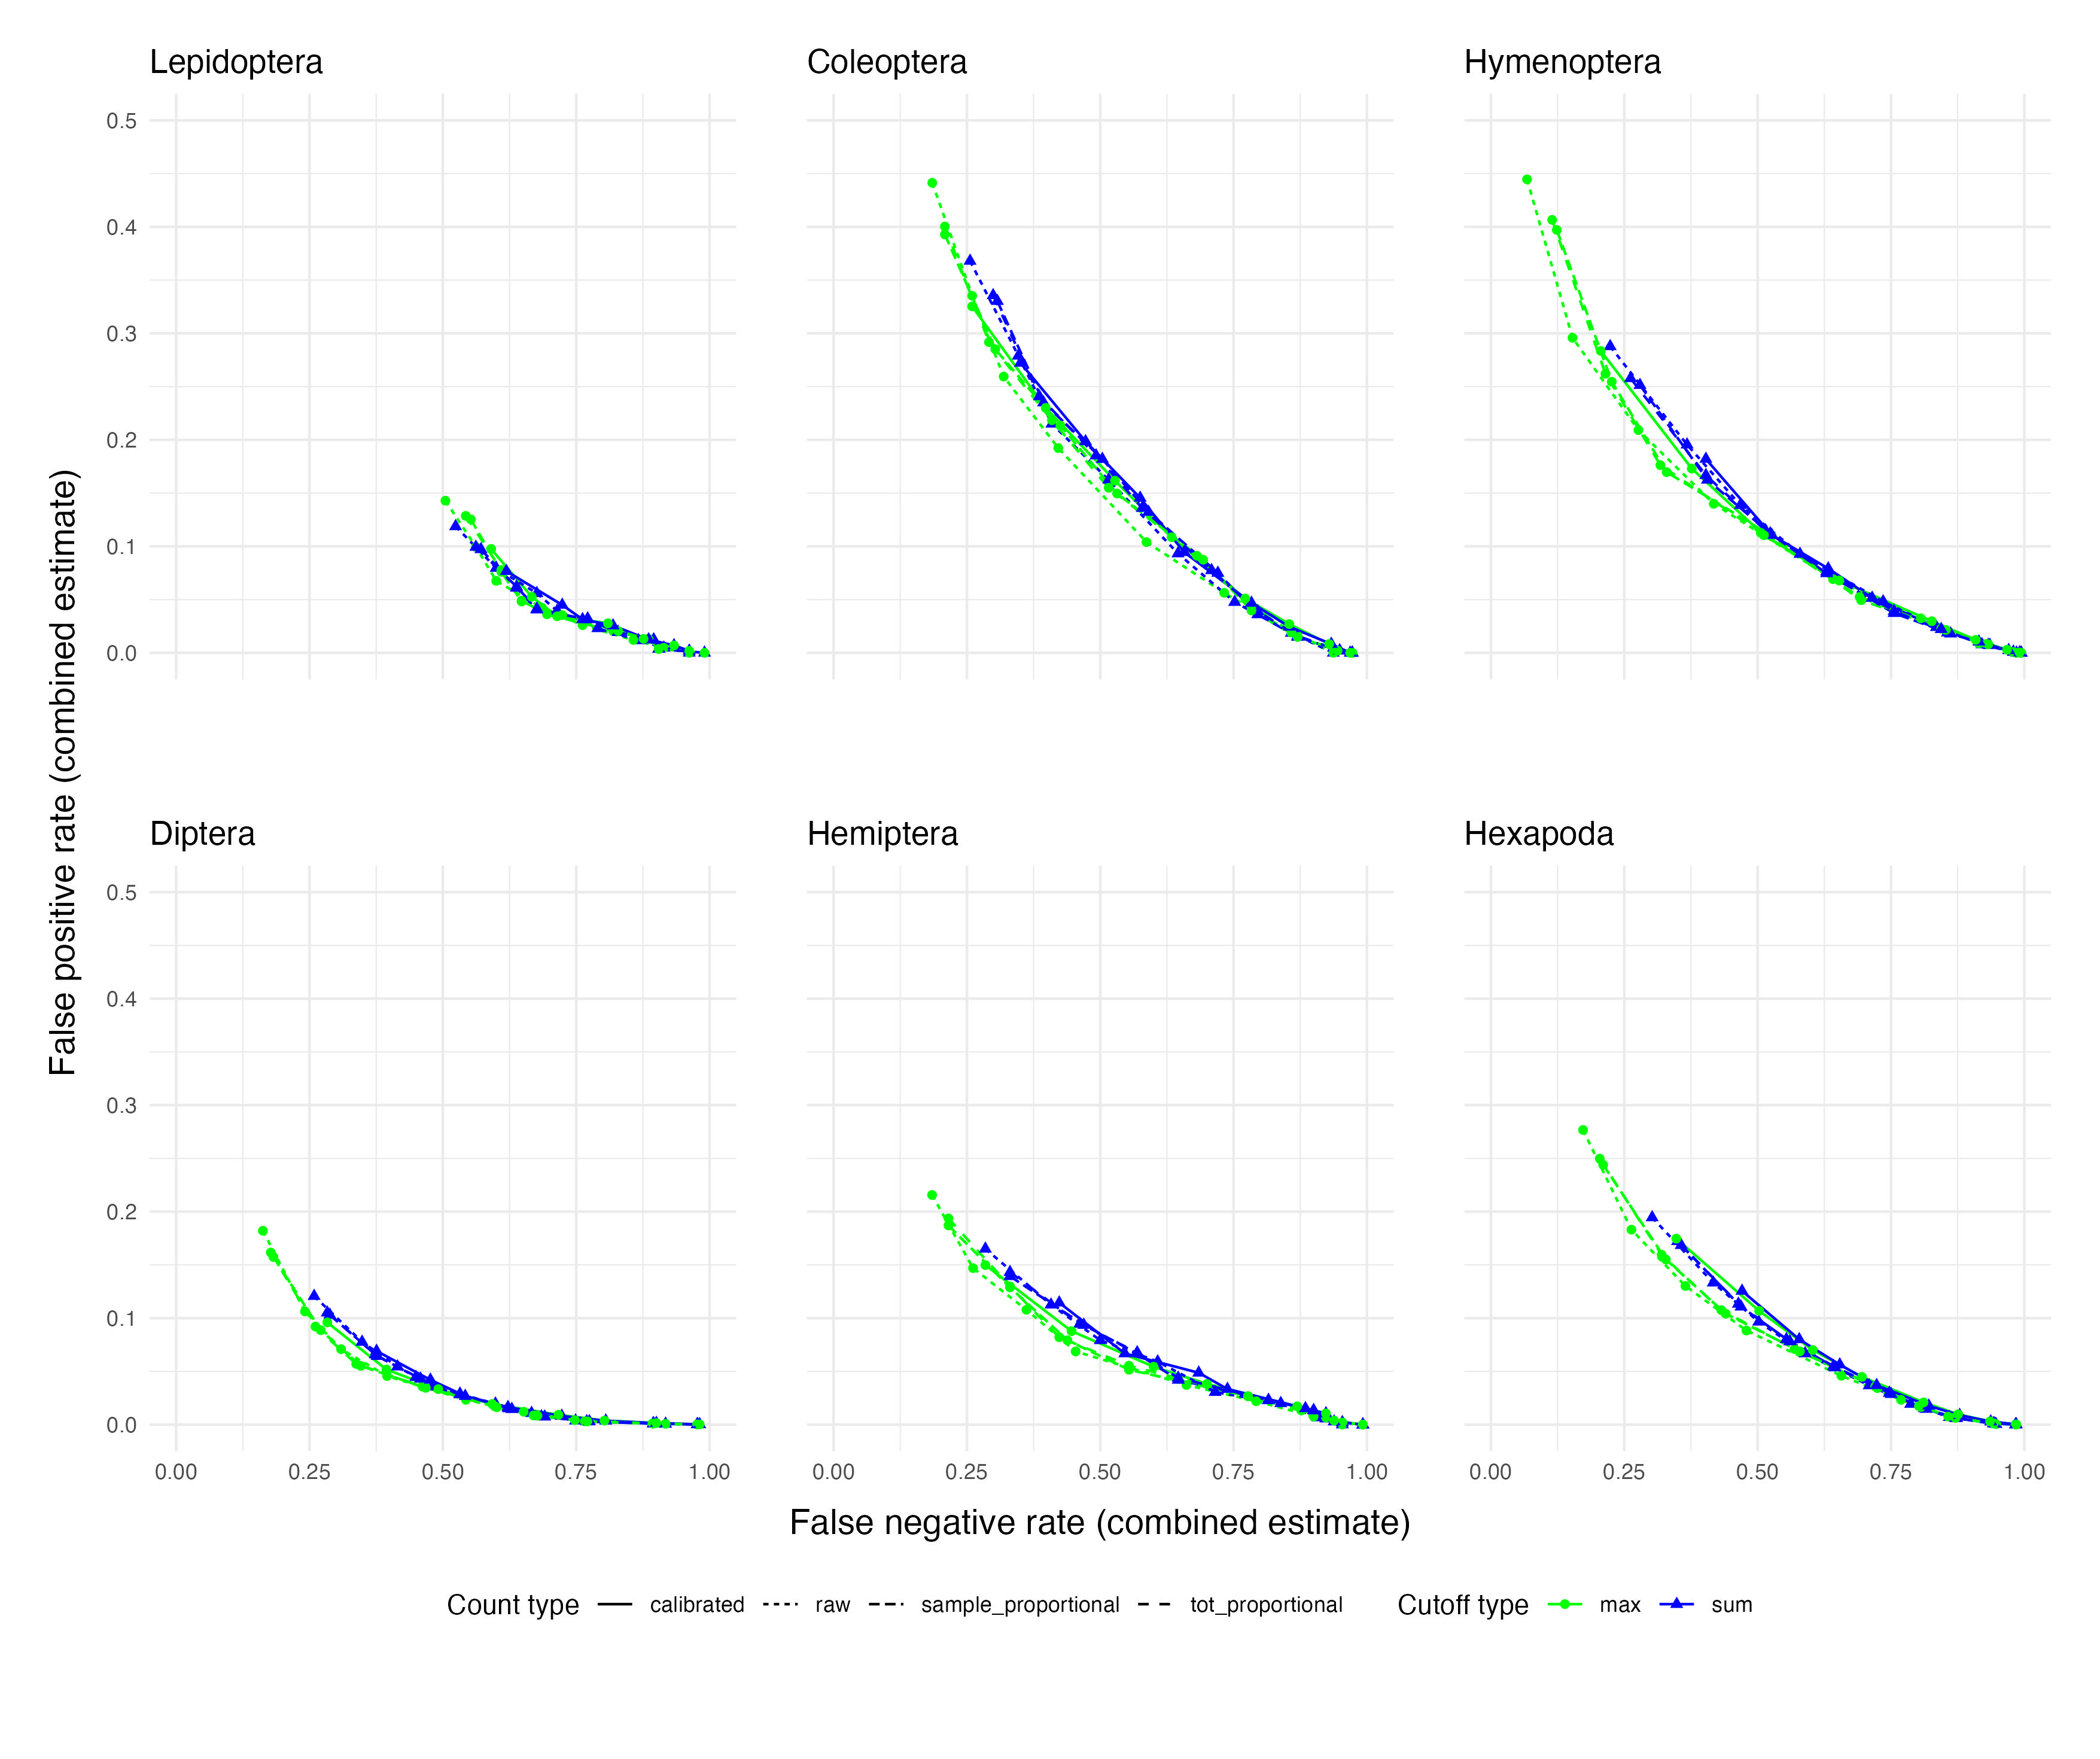 Lepidoptera Coleoptera Hymenoptera
0.5
0.4
0.3
0.2
0.1
0.0
False positive rate (combined estimate)
Diptera Hemiptera Hexapoda
0.5
0.4
0.3
0.2
0.1
0.0
0.00 0.25 0.50 0.75 1.00 0.00 0.25 0.50 0.75 1.00 0.00 0.25 0.50 0.75 1.00
False negative rate (combined estimate)
Count type calibrated raw sample_proportional tot_proportional Cutoff type max sum